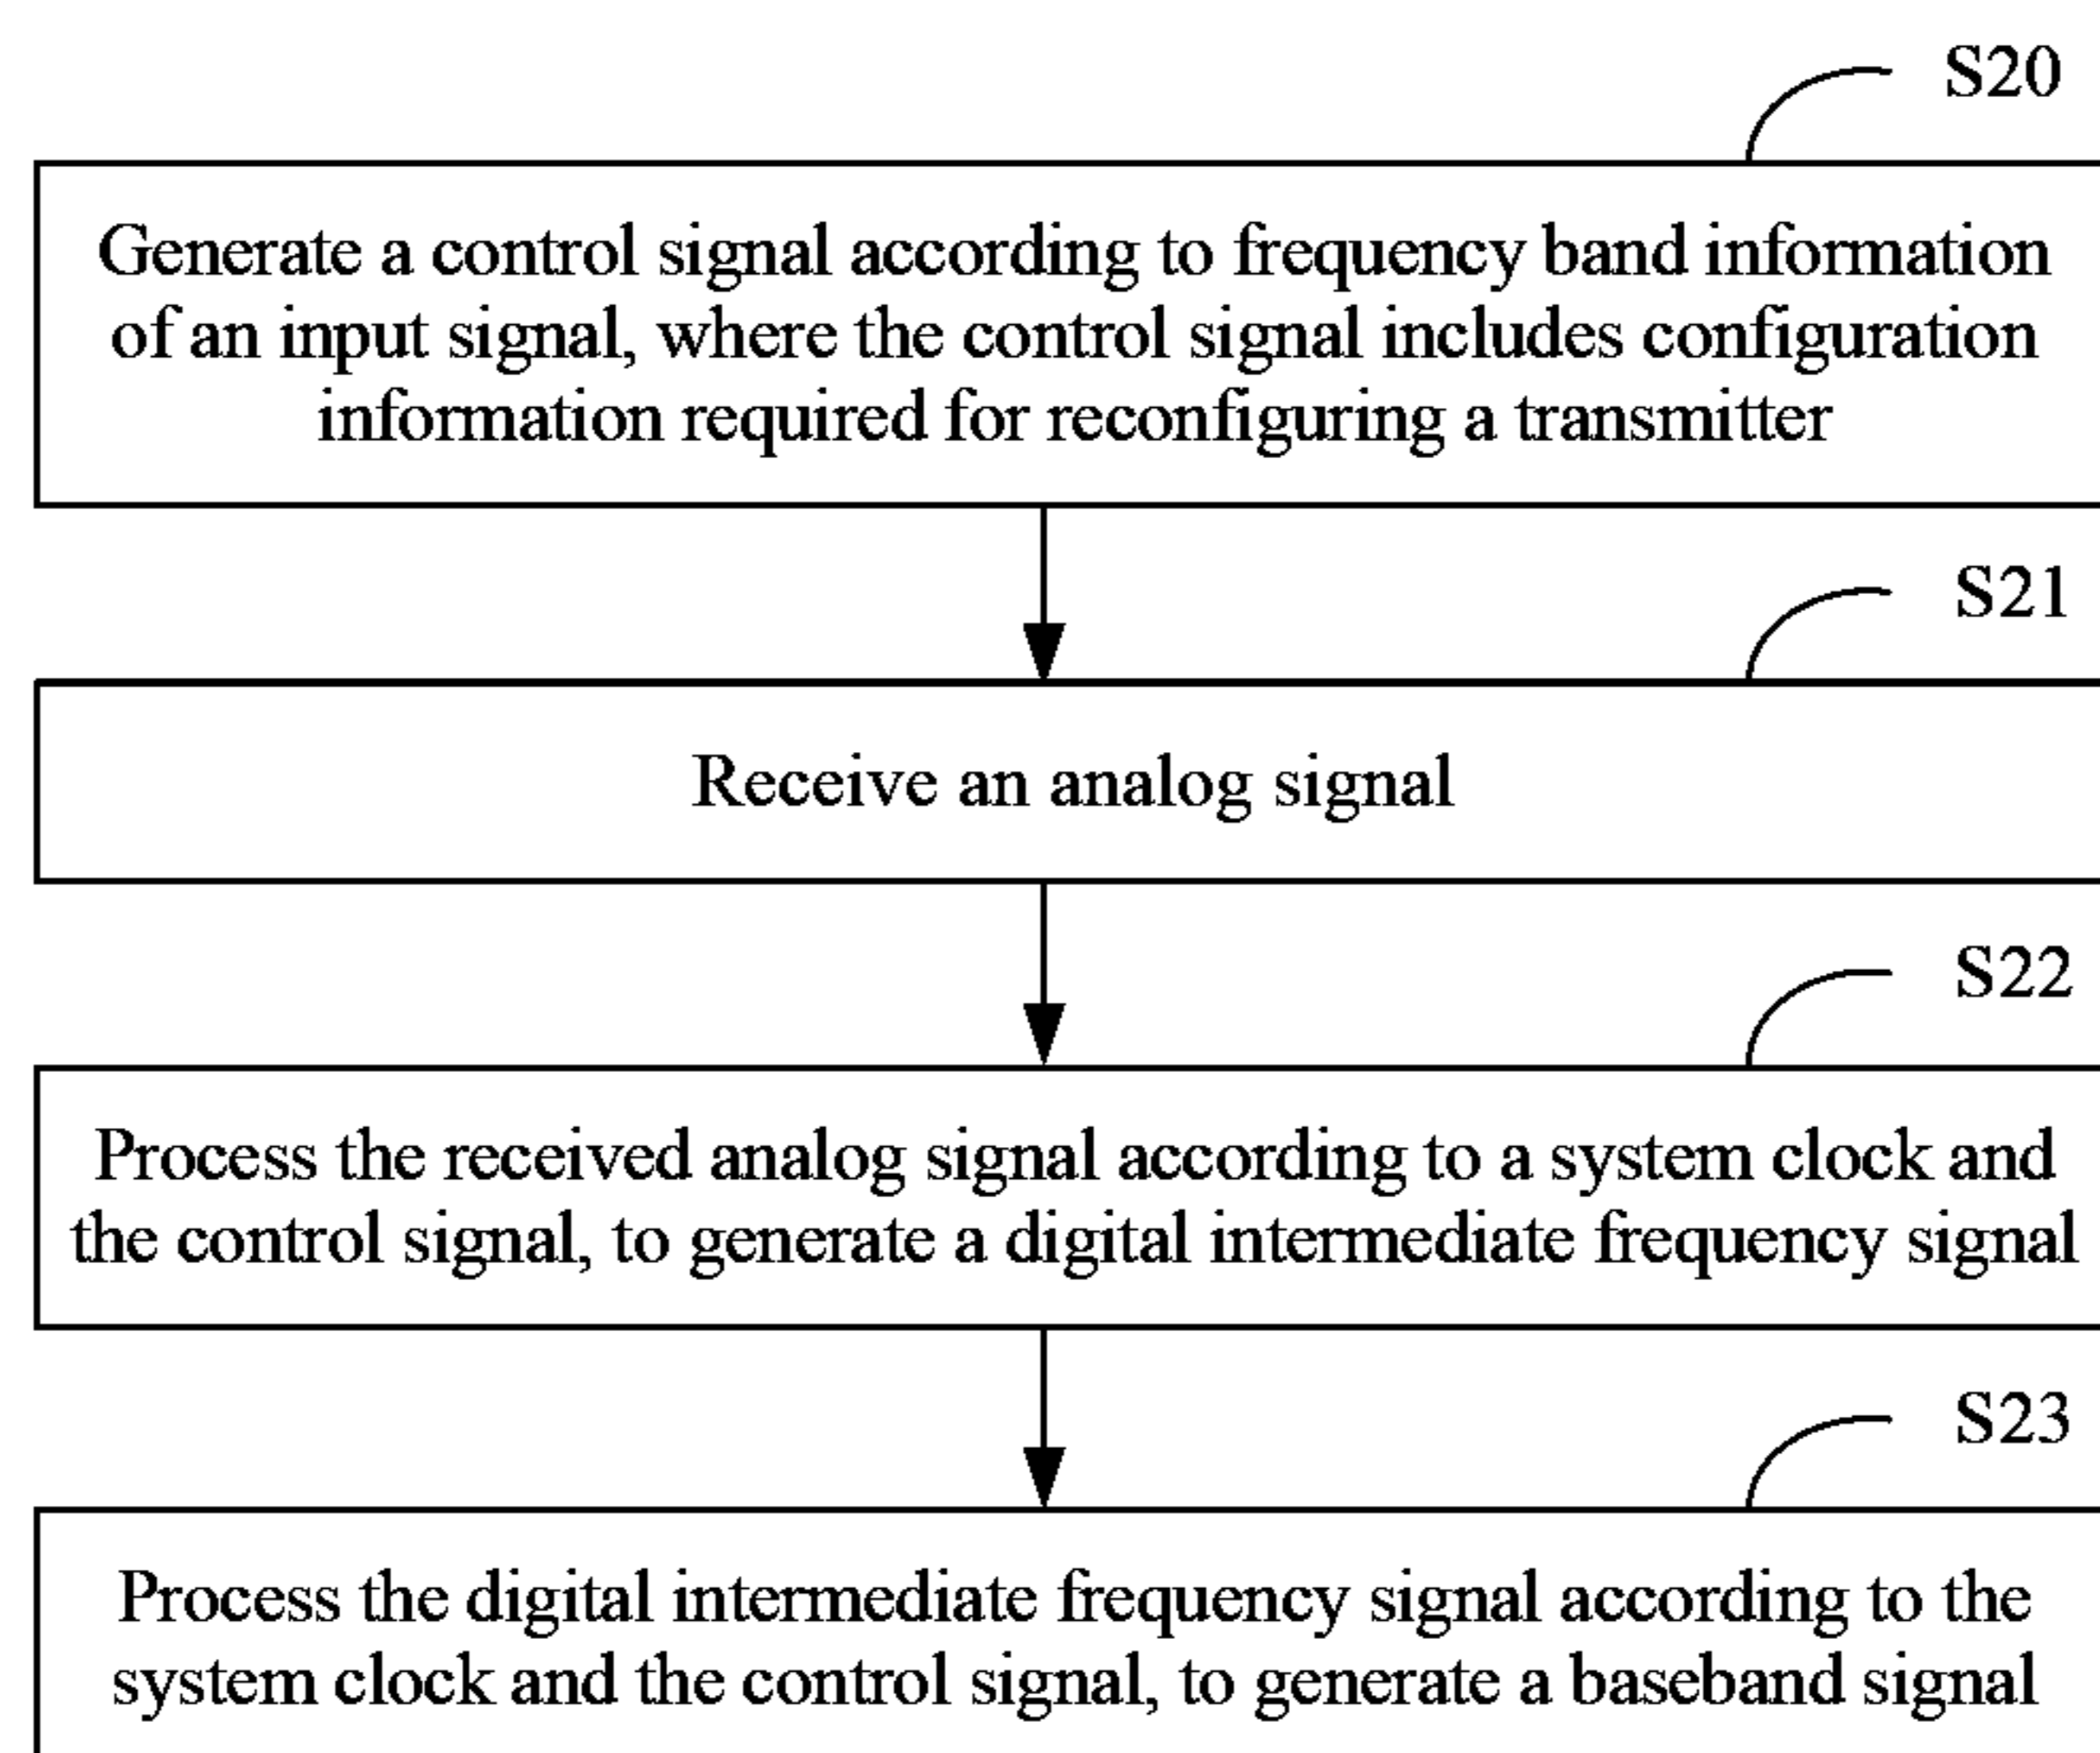 S20
Generate a control signal according to frequency band information
of an input signal, where the control signal includes configuration
information required for reconfiguring a transmitter
S21
Receive an analog signal
S22
Process the received analog signal according to a system clock and
the control signal, to generate a digital intermediate frequency signal
S23
Process the digital intermediate frequency signal according to the
system clock and the control signal, to generate a baseband signal